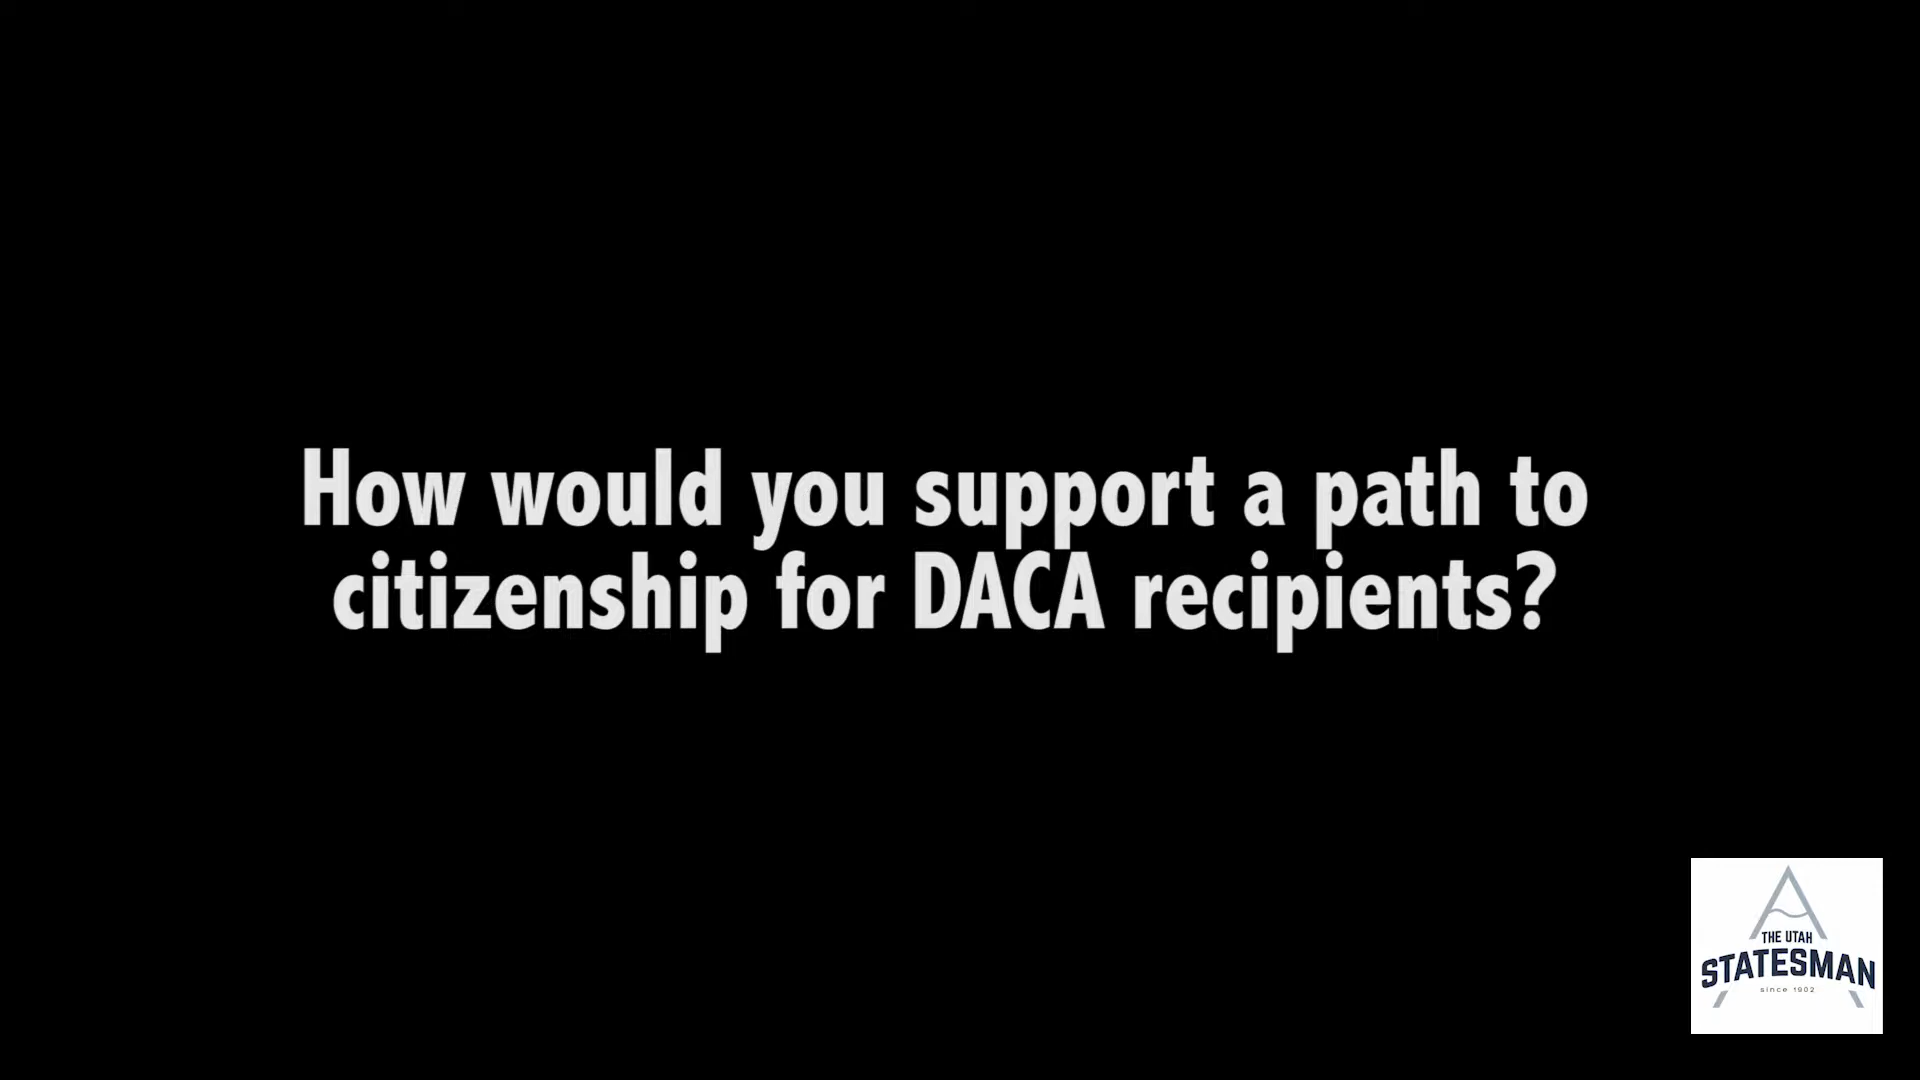 How would you support a path to
citizenship for DACA recipients?
THE UTAH
STATESMAN
since 1902